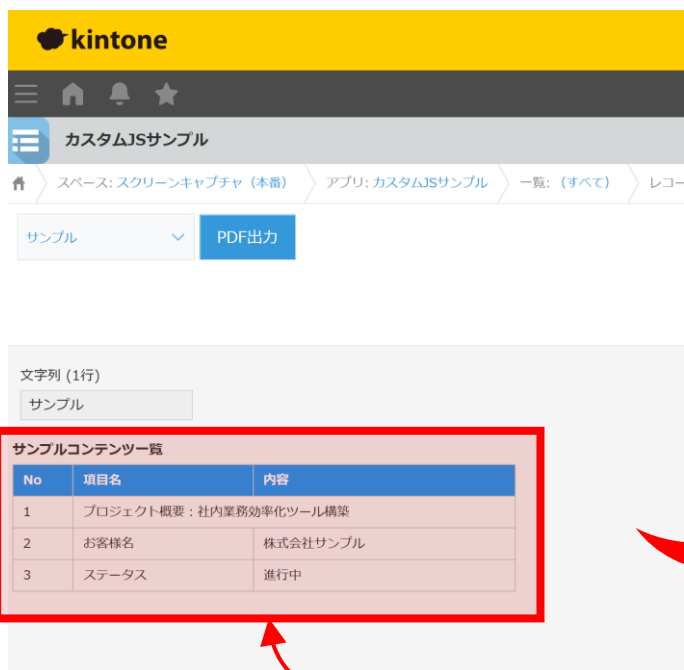 kintone
カスタムJSサンプル
スペース: スクリーンキャプチャ（本番） アプリ: カスタムJSサンプル 一覧: （すべて） レコー
サンプル PDF出力
文字列 (1行)
サンプル
サンプルコンテンツ一覧
No 項目名 内容
1 プロジェクト概要：社内業務効率化ツール構築
2 お客様名 株式会社サンプル
3 ステータス 進行中